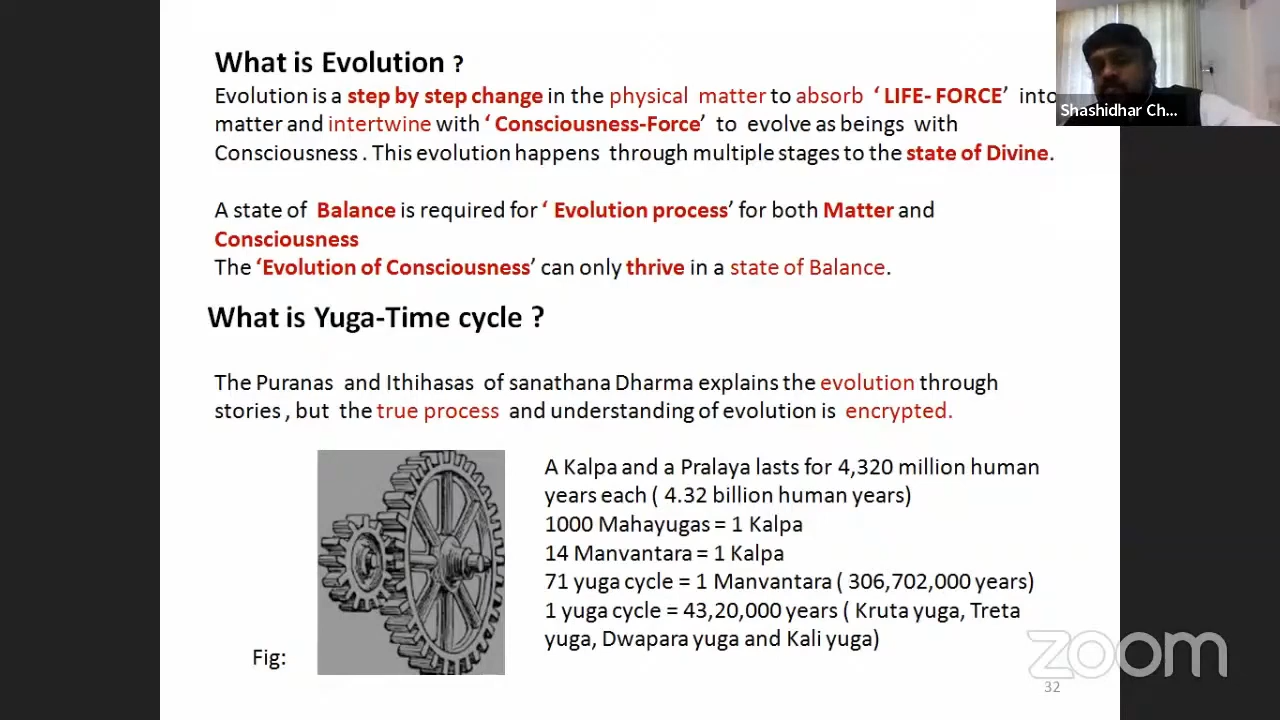 What is Evolution ?
Evolution is a step by step change in the physical matter to absorb ‘ LIFE- FORCE’ into
matter and intertwine with ‘ Consciousness-Force’ to evolve as beings with
Consciousness . This evolution happens through multiple stages to the state of Divine.
A state of Balance is required for ‘ Evolution process’ for both Matter and
Consciousness
The ‘Evolution of Consciousness’ can only thrive in a state of Balance.
What is Yuga-Time cycle ?
The Puranas and Ithihasas of sanathana Dharma explains the evolution through
stories , but the true process and understanding of evolution is encrypted.
A Kalpa and a Pralaya lasts for 4,320 million human
years each ( 4.32 billion human years)
1000 Mahayugas = 1 Kalpa
14 Manvantara = 1 Kalpa
71 yuga cycle = 1 Manvantara ( 306,702,000 years)
1 yuga cycle = 43,20,000 years ( Kruta yuga, Treta
yuga, Dwapara yuga and Kali yuga)
Fig:
32
Shashidhar Ch...
zoom